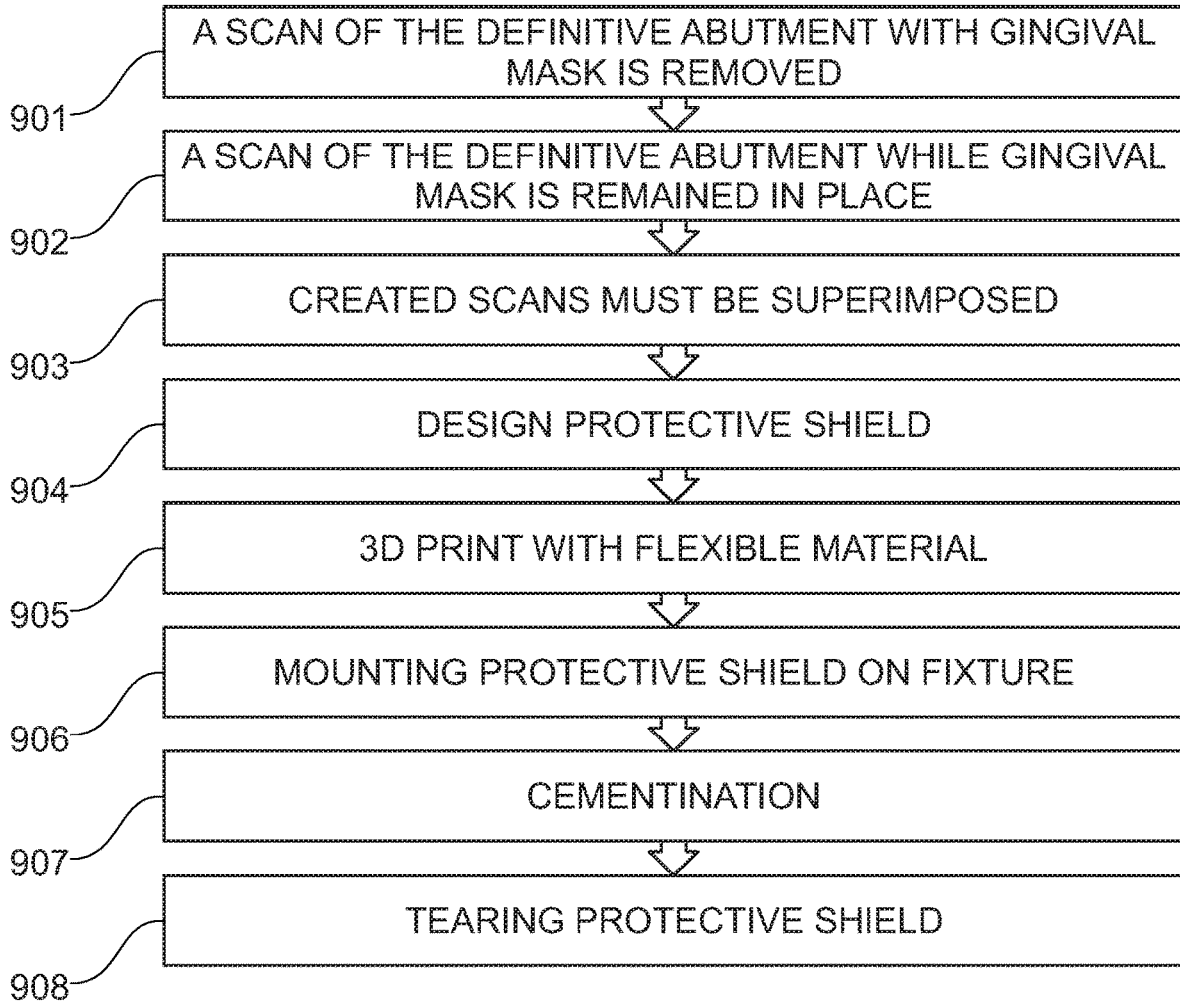 A SCAN OF THE DEFINITIVE ABUTMENT WITH GINGIVAL
MASK IS REMOVED
901
A SCAN OF THE DEFINITIVE ABUTMENT WHILE GINGIVAL
MASK IS REMAINED IN PLACE
902
CREATED SCANS MUST BE SUPERIMPOSED
903
DESIGN PROTECTIVE SHIELD
904
3D PRINT WITH FLEXIBLE MATERIAL
905
MOUNTING PROTECTIVE SHIELD ON FIXTURE
906
CEMENTINATION
907
TEARING PROTECTIVE SHIELD
908